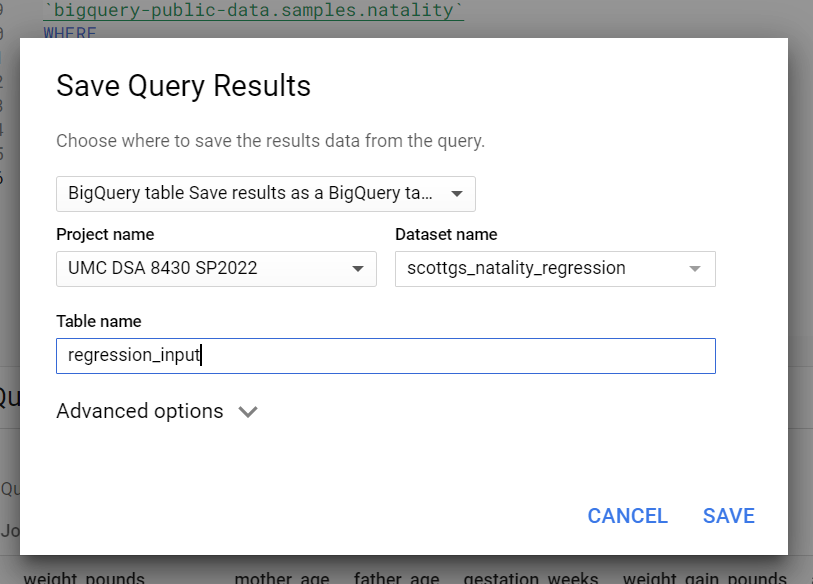 `bigquery-public-data.samples.natality`
WHERE
Save Query Results
Choose where to save the results data from the query.
BigQuery table Save results as a BigQuery ta...
Project name Dataset name
UMC DSA 8430 SP2022 scottgs_natality_regression
Table name
regression_input
Advanced options
CANCEL SAVE
weight_pounds mother_age father_age gestation_weeks weight_gain_pounds